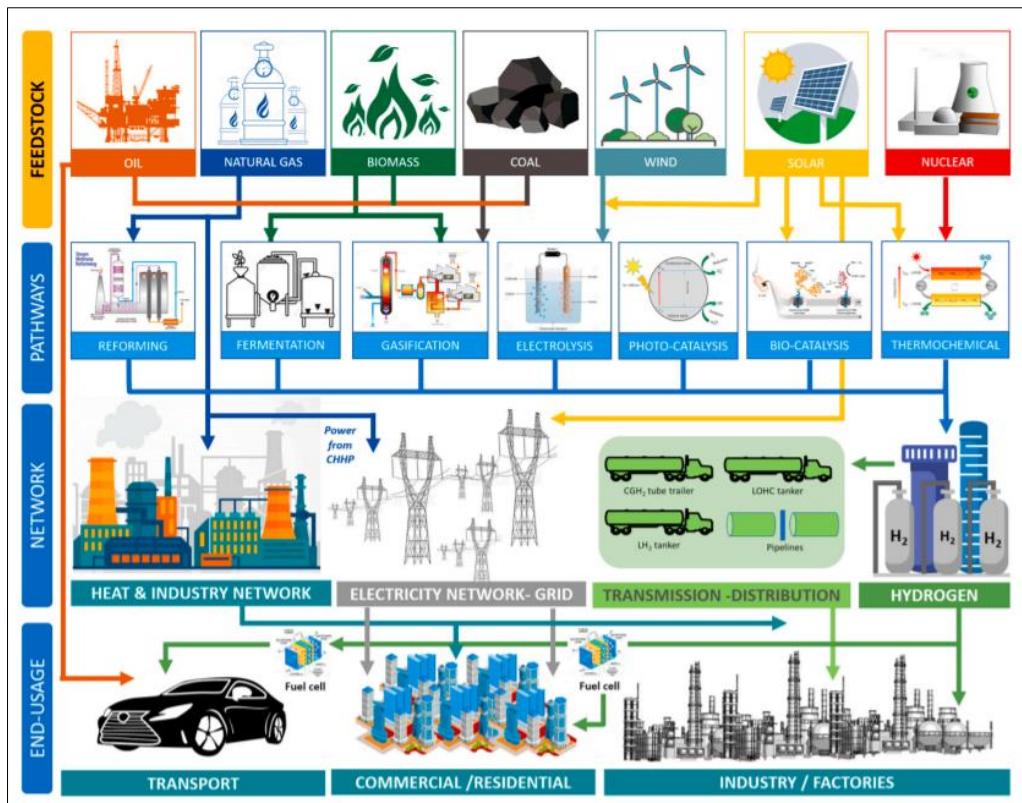 FEEDSTOCK
OIL
NATURAL GAS
BIOMASS
COAL
WIND
SOLAR
NUCLEAR
PATHWAYS
REFORMING
FERMENTATION
GASIFICATION
ELECTROLYSIS
PHOTO-CATALYSIS
BIO-CATALYSIS
THERMOCHEMICAL
NETWORK
Power
from
CHHP
CGH₂ tube trailer
LOHC tanker
LH₂ tanker
Pipelines
H₂
H₂
H₂
HEAT & INDUSTRY NETWORK
ELECTRICITY NETWORK- GRID
TRANSMISSION -DISTRIBUTION
HYDROGEN
END-USAGE
Fuel cell
Fuel cell
TRANSPORT
COMMERCIAL /RESIDENTIAL
INDUSTRY / FACTORIES